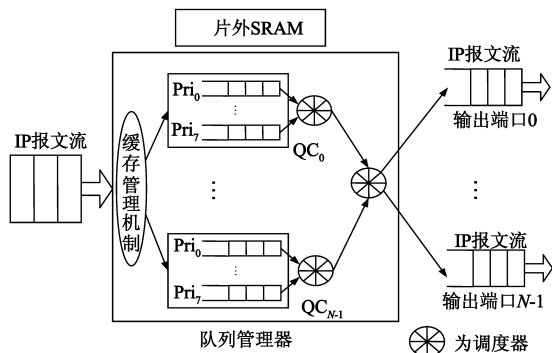 片外SRAM
IP报文流
缓存管理机制
Pri0
...
Pri7
QC0
...
Pri0
...
Pri7
QCN-1
队列管理器
IP报文流
输出端口0
...
IP报文流
输出端口N-1
为调度器